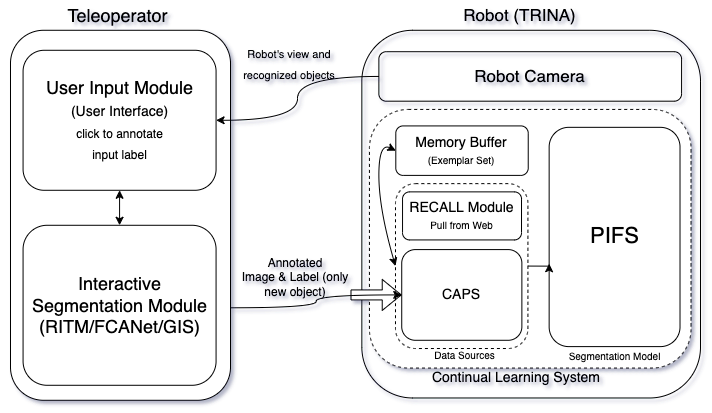 Teleoperator
Robot (TRINA)
User Input Module
(User Interface)
click to annotate
input label
Robot's view and
recognized objects
Robot Camera
Memory Buffer
(Exemplar Set)
RECALL Module
Pull from Web
PIFS
Interactive
Segmentation Module
(RITM/FCANet/GIS)
Annotated
Image & Label (only
new object)
CAPS
Data Sources
Segmentation Model
Continual Learning System